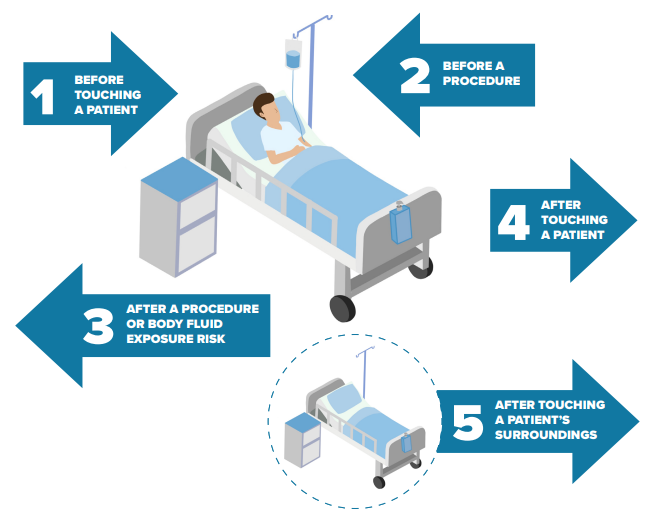 1
BEFORE
TOUCHING
A PATIENT
2
BEFORE A
PROCEDURE
3
AFTER A PROCEDURE
OR BODY FLUID
EXPOSURE RISK
4
AFTER
TOUCHING
A PATIENT
5
AFTER TOUCHING
A PATIENT'S
SURROUNDINGS